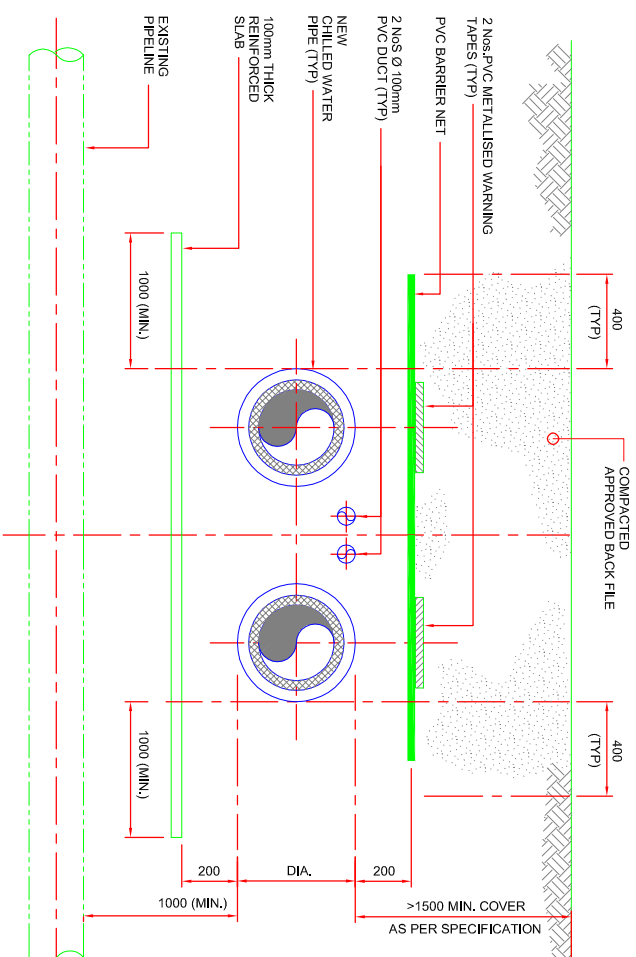 2 Nos.PVC METALLISED WARNING
TAPES (TYP)
PVC BARRIER NET
2 NoS Ø 100mm
PVC DUCT (TYP)
NEW
CHILLED WATER
PIPE (TYP)
100mm THICK
REINFORCED
SLAB
EXISTING
PIPELINE
400
(TYP)
COMPACTED
APPROVED BACK FILE
400
(TYP)
1000 (MIN.)
1000 (MIN.)
200
DIA.
200
1000 (MIN.)
>1500 MIN. COVER
AS PER SPECIFICATION